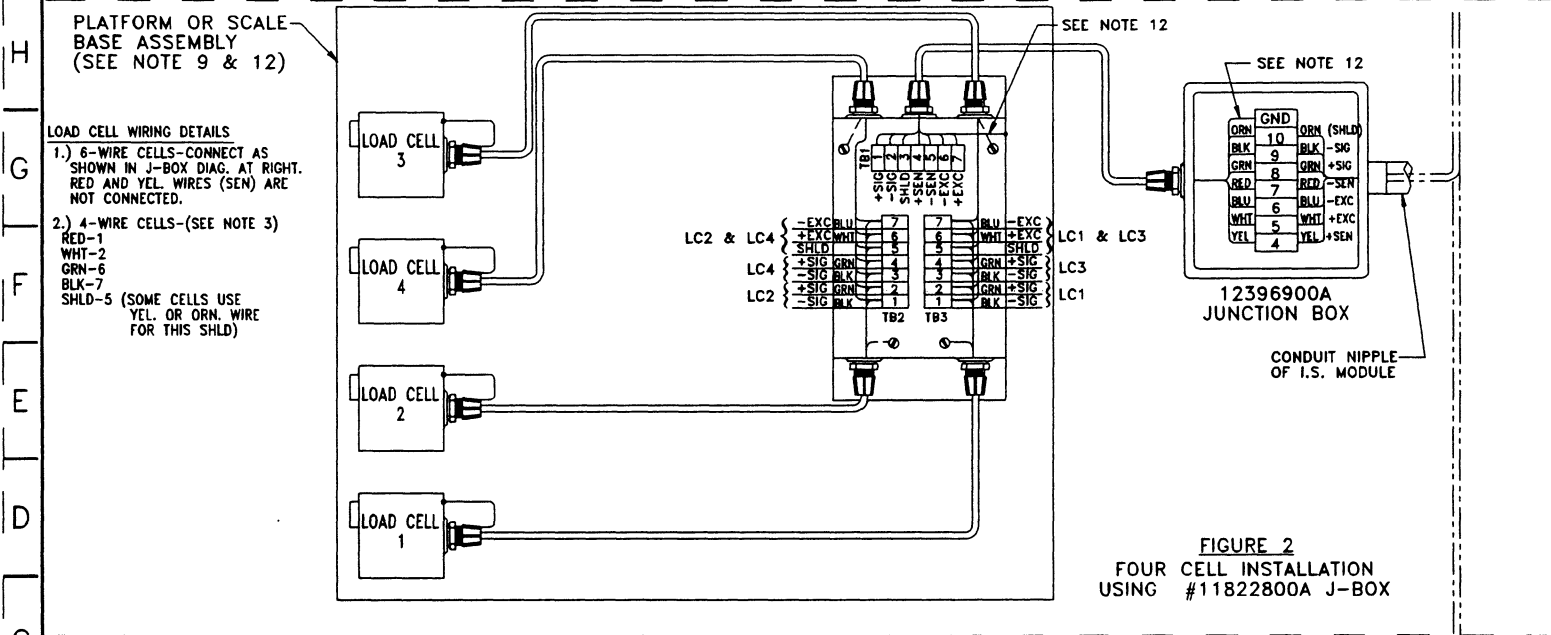 H
G
F
E
D
PLATFORM OR SCALE
BASE ASSEMBLY
(SEE NOTE 9 & 12)
LOAD CELL WIRING DETAILS
1.) 6-WIRE CELLS-CONNECT AS
SHOWN IN J-BOX DIAG. AT RIGHT.
RED AND YEL. WIRES (SEN) ARE
NOT CONNECTED.
2.) 4-WIRE CELLS-(SEE NOTE 3)
RED-1
WHT-2
GRN-6
BLK-7
SHLD-5 (SOME CELLS USE
YEL. OR ORN. WIRE
FOR THIS SHLD)
LOAD CELL
3
LOAD CELL
4
LOAD CELL
2
LOAD CELL
1
SEE NOTE 12
TB1
1 2 3 4 5 6 7
+SIG
-SIG
SHLD
+SEN
-SEN
-EXC
+EXC
LC2 & LC4
LC4
LC2
-EXC BLU 7
+EXC WHT 6
SHLD 5
+SIG GRN 4
-SIG BLK 3
+SIG GRN 2
-SIG BLK 1
TB2
7 BLU -EXC
6 WHT +EXC
5 SHLD
4 GRN +SIG
3 BLK -SIG
2 GRN +SIG
1 BLK -SIG
TB3
LC1 & LC3
LC3
LC1
SEE NOTE 12
GND
ORN 10 ORN (SHLD)
BLK 9 BLK -SIG
GRN 8 GRN +SIG
RED 7 RED -SEN
BLU 6 BLU -EXC
WHT 5 WHT +EXC
YEL 4 YEL +SEN
12396900A
JUNCTION BOX
CONDUIT NIPPLE
OF I.S. MODULE
FIGURE 2
FOUR CELL INSTALLATION
USING #11822800A J-BOX